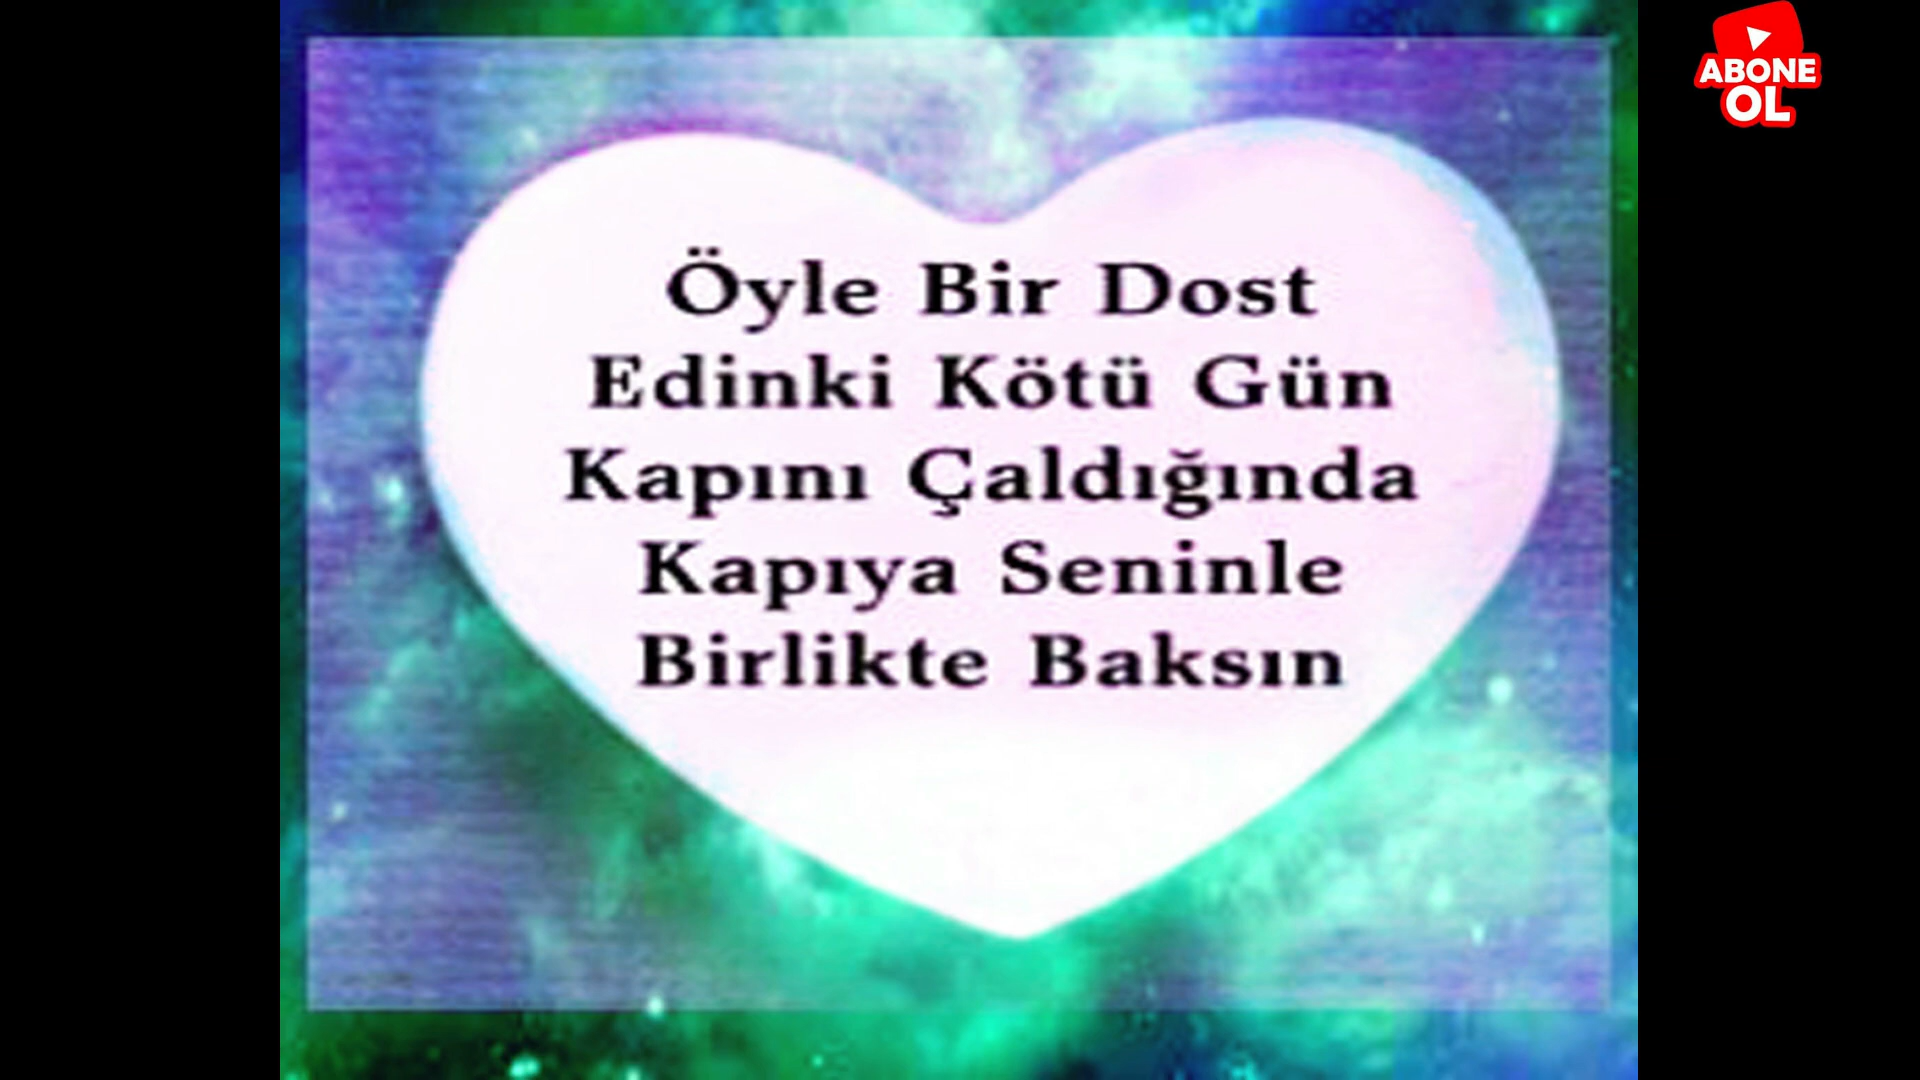 Öyle Bir Dost
Edinki Kötü Gün
Kapını Çaldığında
Kapıya Seninle
Birlikte Baksın
ABONE
OL